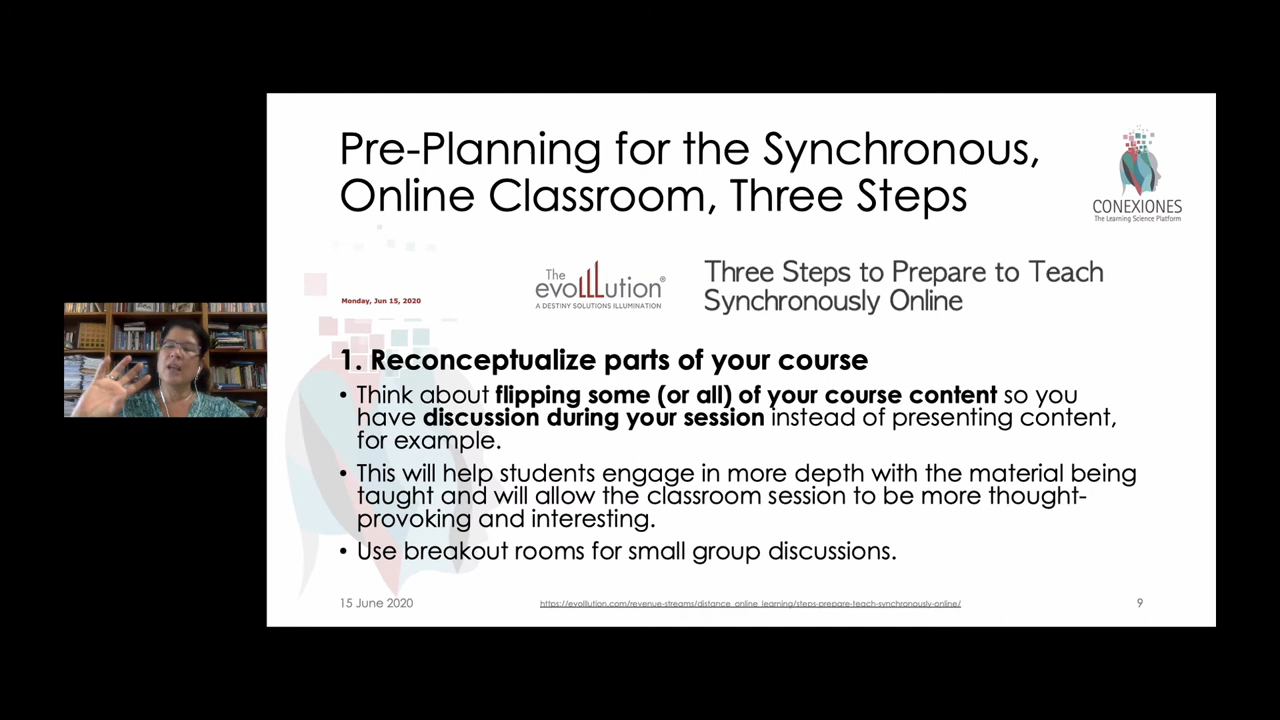 Pre-Planning for the Synchronous,
Online Classroom, Three Steps
CONEXIONES
The Learning Science Platform
The
evoLLLution®
A DESTINY SOLUTIONS ILLUMINATION
Three Steps to Prepare to Teach
Synchronously Online
Monday, Jun 15, 2020
1. Reconceptualize parts of your course
• Think about flipping some (or all) of your course content so you
have discussion during your session instead of presenting content,
for example.
• This will help students engage in more depth with the material being
taught and will allow the classroom session to be more thought-
provoking and interesting.
• Use breakout rooms for small group discussions.
15 June 2020
https://evolllution.com/revenue-streams/distance_online_learning/steps-prepare-teach-synchronously-online/
9